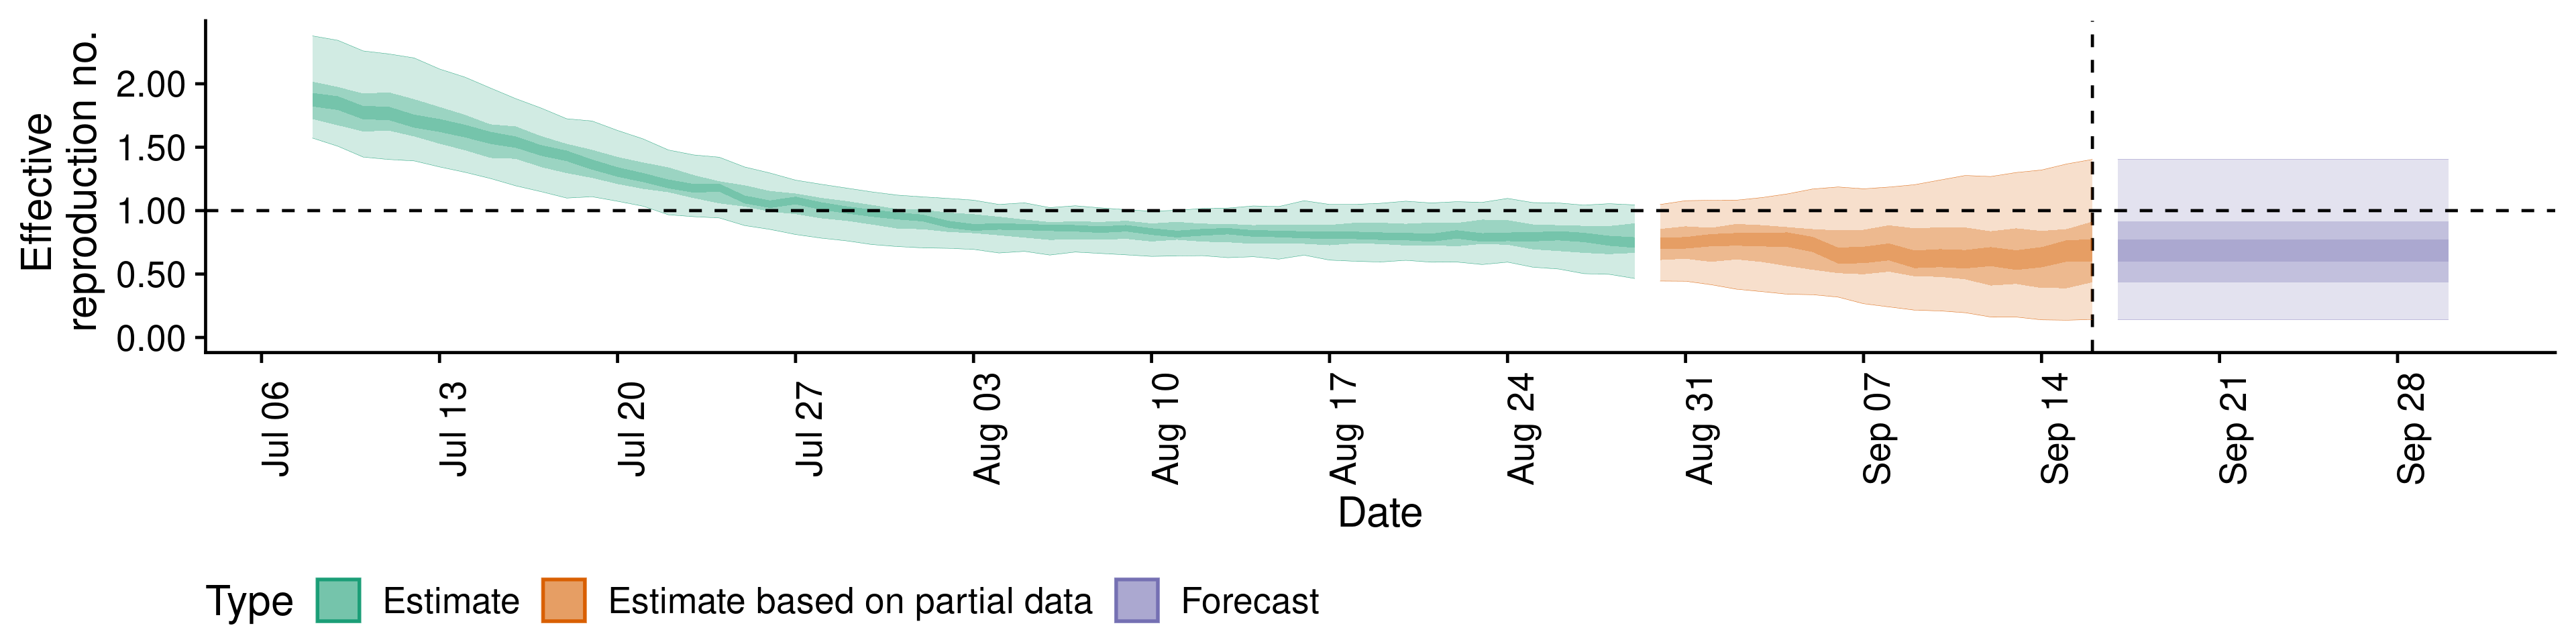 Effective
reproduction no.
2.00
1.50
1.00
0.50
0.00
Jul 06
Jul 13
Jul 20
Jul 27
Aug 03
Aug 10
Aug 17
Aug 24
Aug 31
Sep 07
Sep 14
Sep 21
Sep 28
Date
Type Estimate Estimate based on partial data Forecast